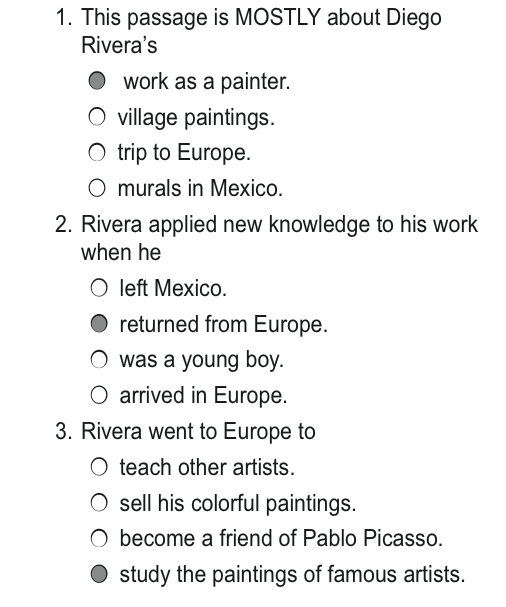 1. This passage is MOSTLY about Diego
Rivera's
work as a painter.
village paintings.
trip to Europe.
murals in Mexico.
2. Rivera applied new knowledge to his work
when he
left Mexico.
returned from Europe.
was a young boy.
arrived in Europe.
3. Rivera went to Europe to
teach other artists.
sell his colorful paintings.
become a friend of Pablo Picasso.
study the paintings of famous artists.